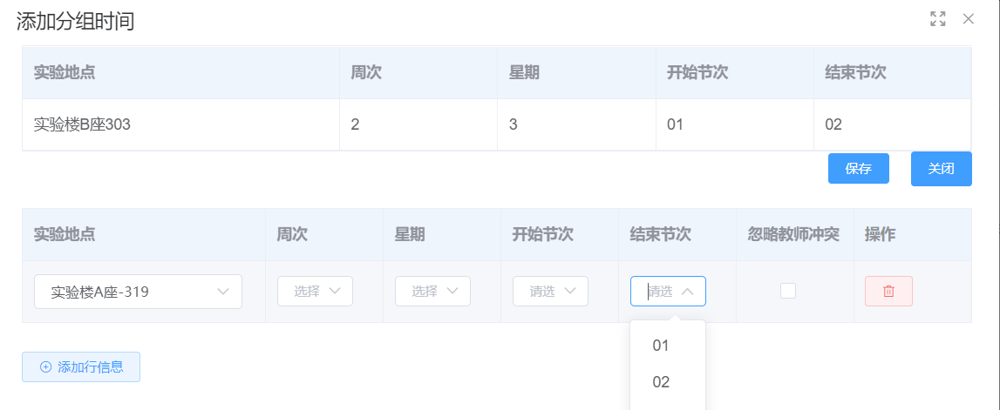 添加分组时间
实验地点 周次 星期 开始节次 结束节次
实验楼B座303 2 3 01 02
保存 关闭
实验地点 周次 星期 开始节次 结束节次 忽略教师冲突 操作
实验楼A座-319 选择 选择 请选 请选
01
02
添加行信息